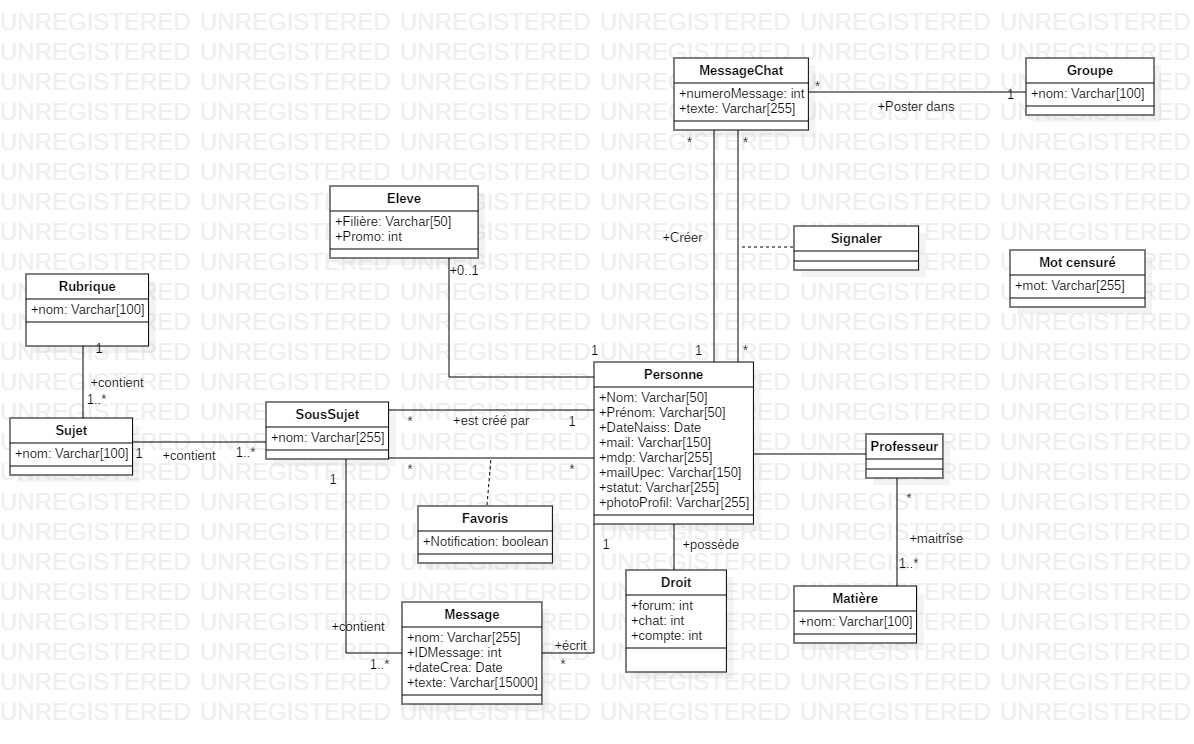 UNREGISTERED
MessageChat
+numeroMessage: int
+texte: Varchar[255]
*
+Poster dans
1
Groupe
+nom: Varchar[100]
*
*
Eleve
+Filière: Varchar[50]
+Promo: int
+0..1
+Créer
Signaler
Mot censuré
+mot: Varchar[255]
Rubrique
+nom: Varchar[100]
1
+contient
1..*
1
1
*
Personne
+Nom: Varchar[50]
+Prénom: Varchar[50]
+DateNaiss: Date
+mail: Varchar[150]
+mdp: Varchar[255]
+mailUpec: Varchar[150]
+statut: Varchar[255]
+photoProfil: Varchar[255]
Sujet
+nom: Varchar[100]
1
+contient
1..*
SousSujet
+nom: Varchar[255]
*
+est créé par
1
*
*
1
Favoris
+Notification: boolean
Professeur
*
+maitrîse
1..*
Matière
+nom: Varchar[100]
1
+possède
Droit
+forum: int
+chat: int
+compte: int
+contient
1..*
Message
+nom: Varchar[255]
+IDMessage: int
+dateCrea: Date
+texte: Varchar[15000]
+écrit
*